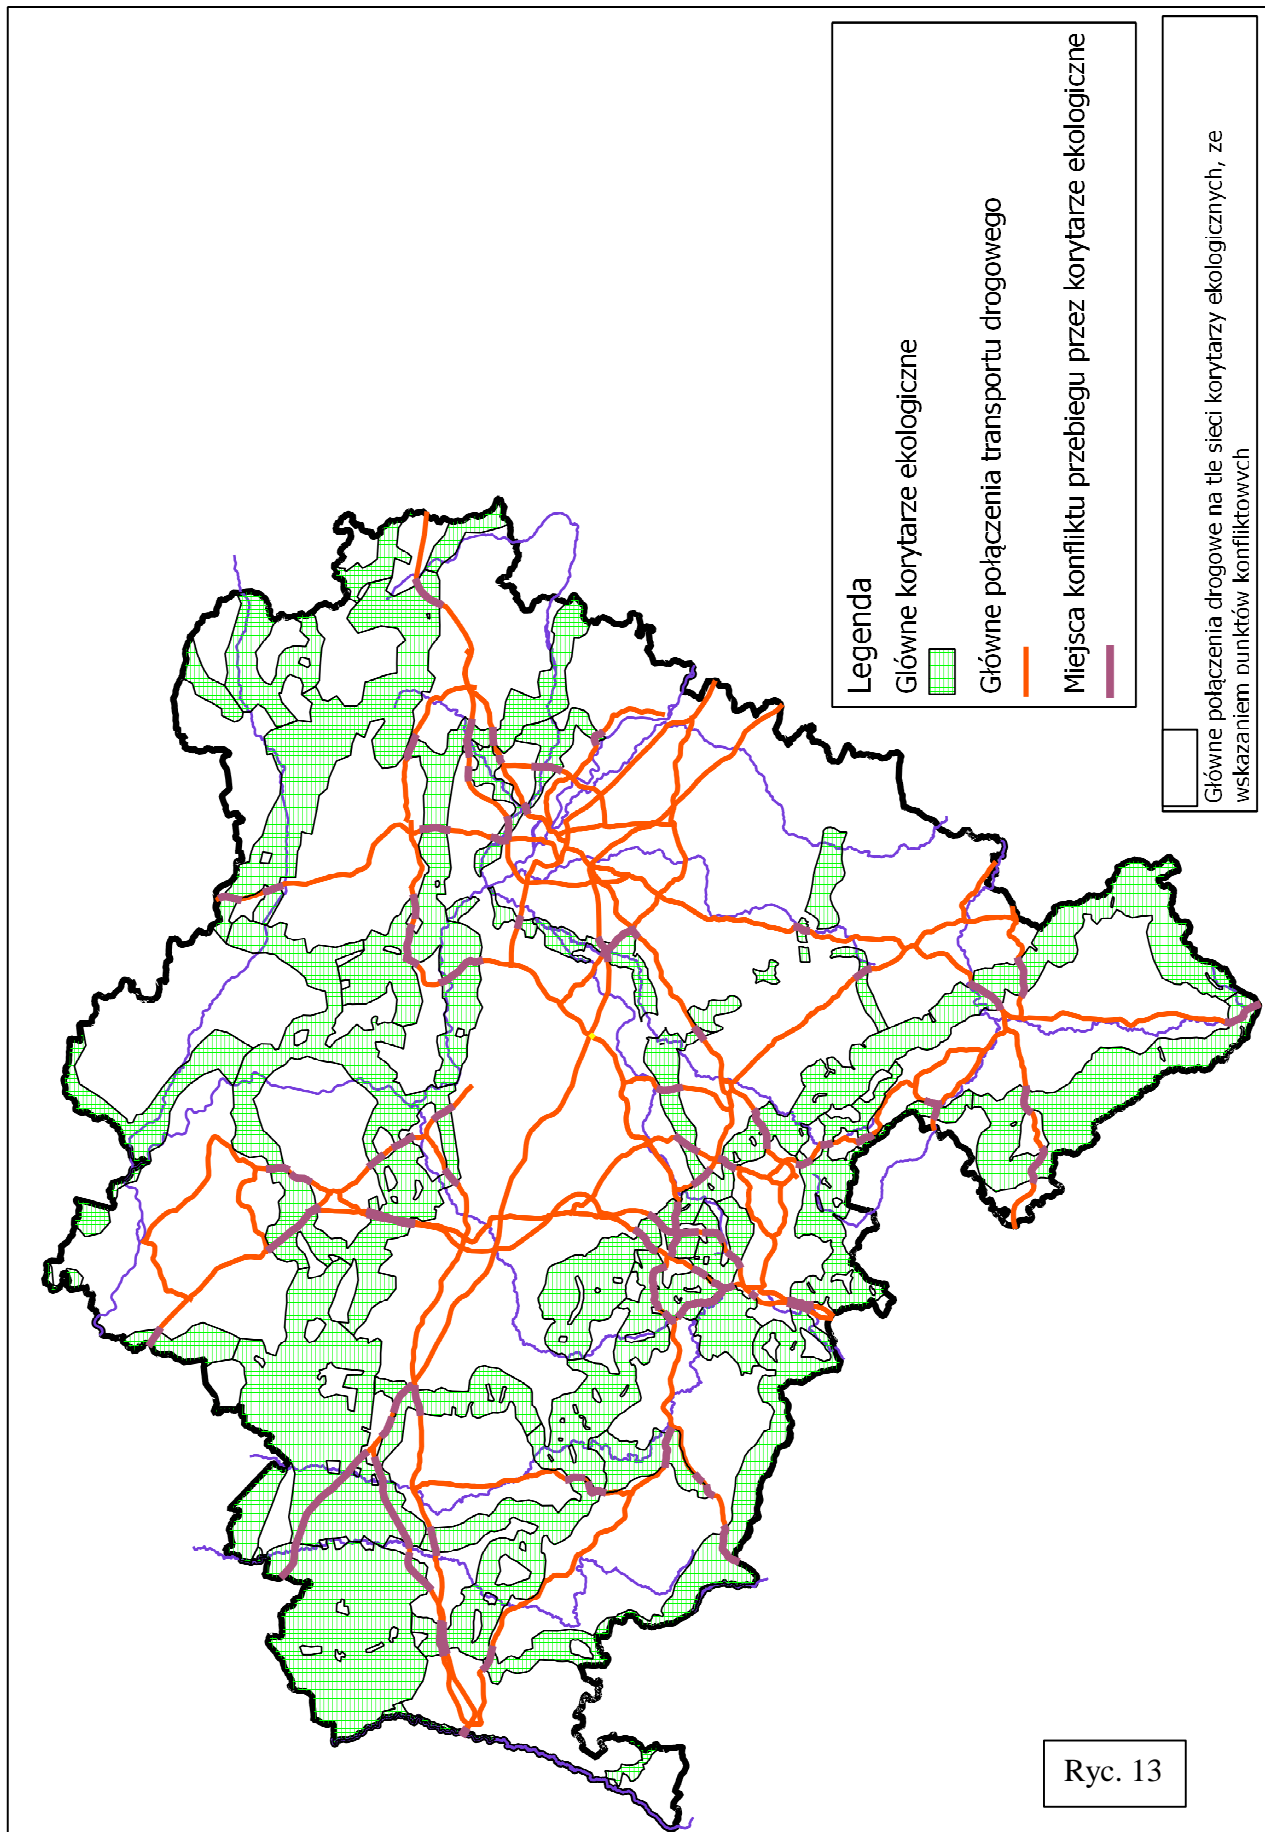 Legenda
Główne korytarze ekologiczne
Główne połączenia transportu drogowego
Miejsca konfliktu przebiegu przez korytarze ekologiczne
Główne połączenia drogowe na tle sieci korytarzy ekologicznych, ze
wskazaniem punktów konfliktowych
Ryc. 13